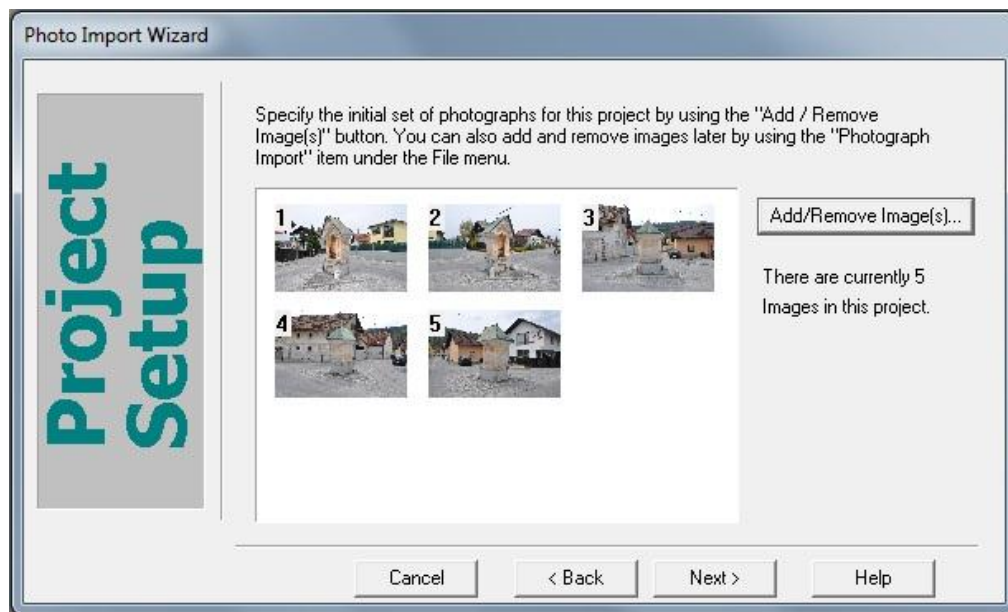 Photo Import Wizard
Project
Setup
Specify the initial set of photographs for this project by using the "Add / Remove
Image(s)" button. You can also add and remove images later by using the "Photograph
Import" item under the File menu.
1
2
3
Add/Remove Image(s)...
There are currently 5
Images in this project.
4
5
Cancel
< Back
Next >
Help